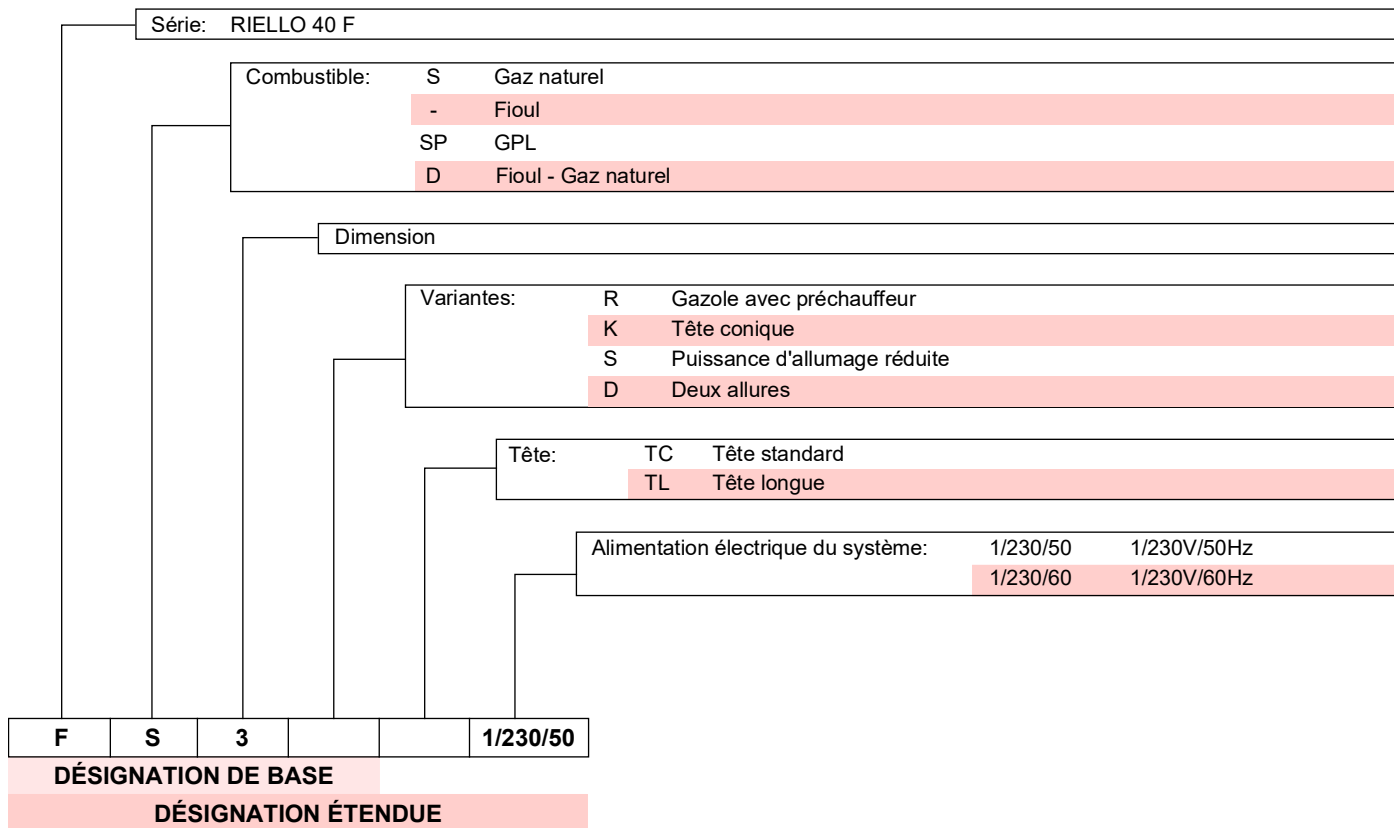 Série: RIELLO 40 F
Combustible: S Gaz naturel
- Fioul
SP GPL
D Fioul - Gaz naturel
Dimension
Variantes: R Gazole avec préchauffeur
K Tête conique
S Puissance d'allumage réduite
D Deux allures
Tête: TC Tête standard
TL Tête longue
Alimentation électrique du système: 1/230/50 1/230V/50Hz
1/230/60 1/230V/60Hz
F S 3 1/230/50
DÉSIGNATION DE BASE
DÉSIGNATION ÉTENDUE